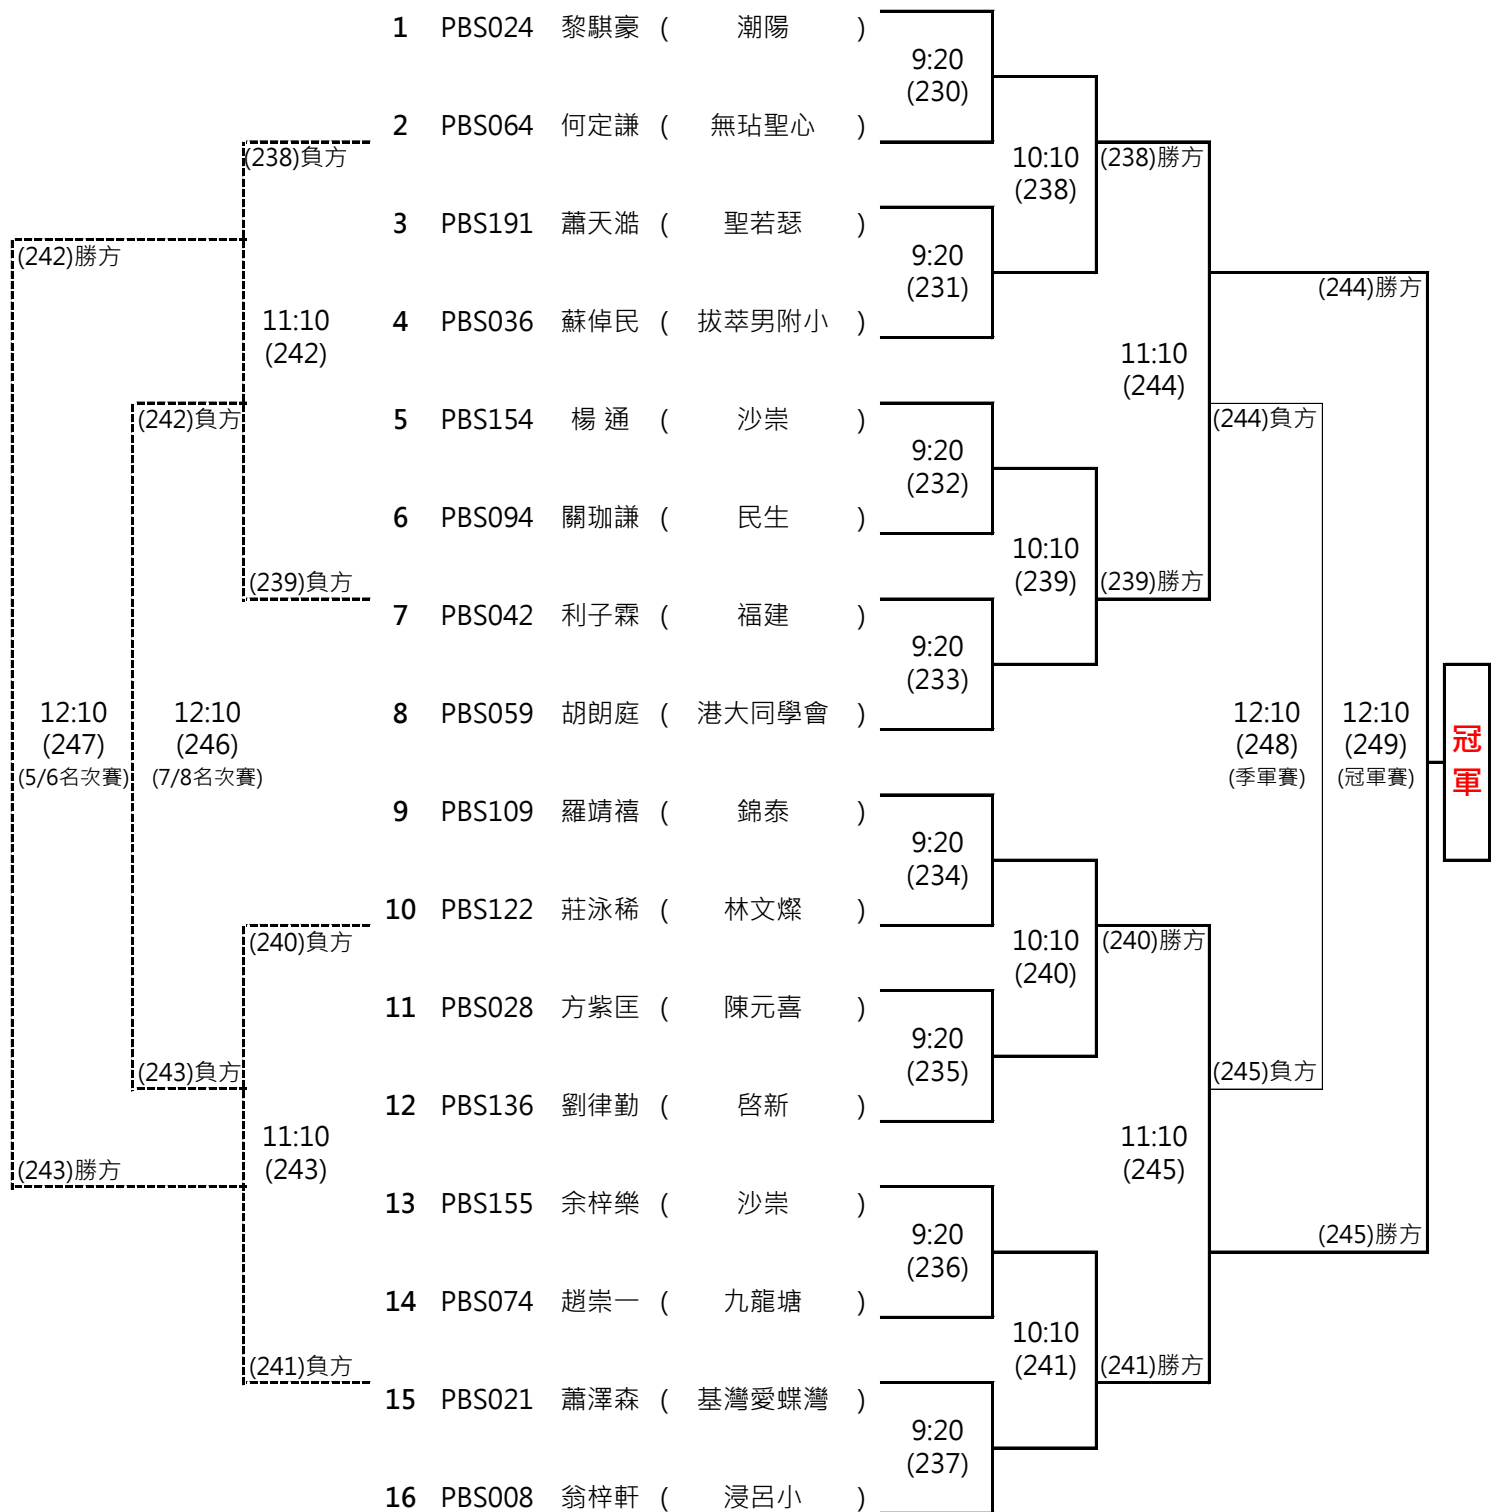 1 PBS024 黎騏豪 ( 潮陽 )
9:20
(230)
2 PBS064 何定謙 ( 無玷聖心 )
(238)負方
10:10
(238)
(238)勝方
3 PBS191 蕭天澔 ( 聖若瑟 )
(242)勝方
9:20
(231)
(244)勝方
11:10
(242)
4 PBS036 蘇倬民 ( 拔萃男附小 )
11:10
(244)
(242)負方
5 PBS154 楊 通 ( 沙崇 )
(244)負方
9:20
(232)
6 PBS094 關珈謙 ( 民生 )
10:10
(239)
(239)負方
(239)勝方
7 PBS042 利子霖 ( 福建 )
9:20
(233)
12:10
(247)
(5/6名次賽)
12:10
(246)
(7/8名次賽)
8 PBS059 胡朗庭 ( 港大同學會 )
12:10
(248)
(季軍賽)
12:10
(249)
(冠軍賽)
冠
軍
9 PBS109 羅靖禧 ( 錦泰 )
9:20
(234)
10 PBS122 莊泳稀 ( 林文燦 )
(240)負方
10:10
(240)
(240)勝方
11 PBS028 方紫匡 ( 陳元喜 )
9:20
(235)
(243)負方
(245)負方
12 PBS136 劉律勤 ( 啓新 )
11:10
(243)
11:10
(245)
(243)勝方
13 PBS155 余梓樂 ( 沙崇 )
9:20
(236)
(245)勝方
14 PBS074 趙崇一 ( 九龍塘 )
10:10
(241)
(241)負方
(241)勝方
15 PBS021 蕭澤森 ( 基灣愛蝶灣 )
9:20
(237)
16 PBS008 翁梓軒 ( 浸呂小 )